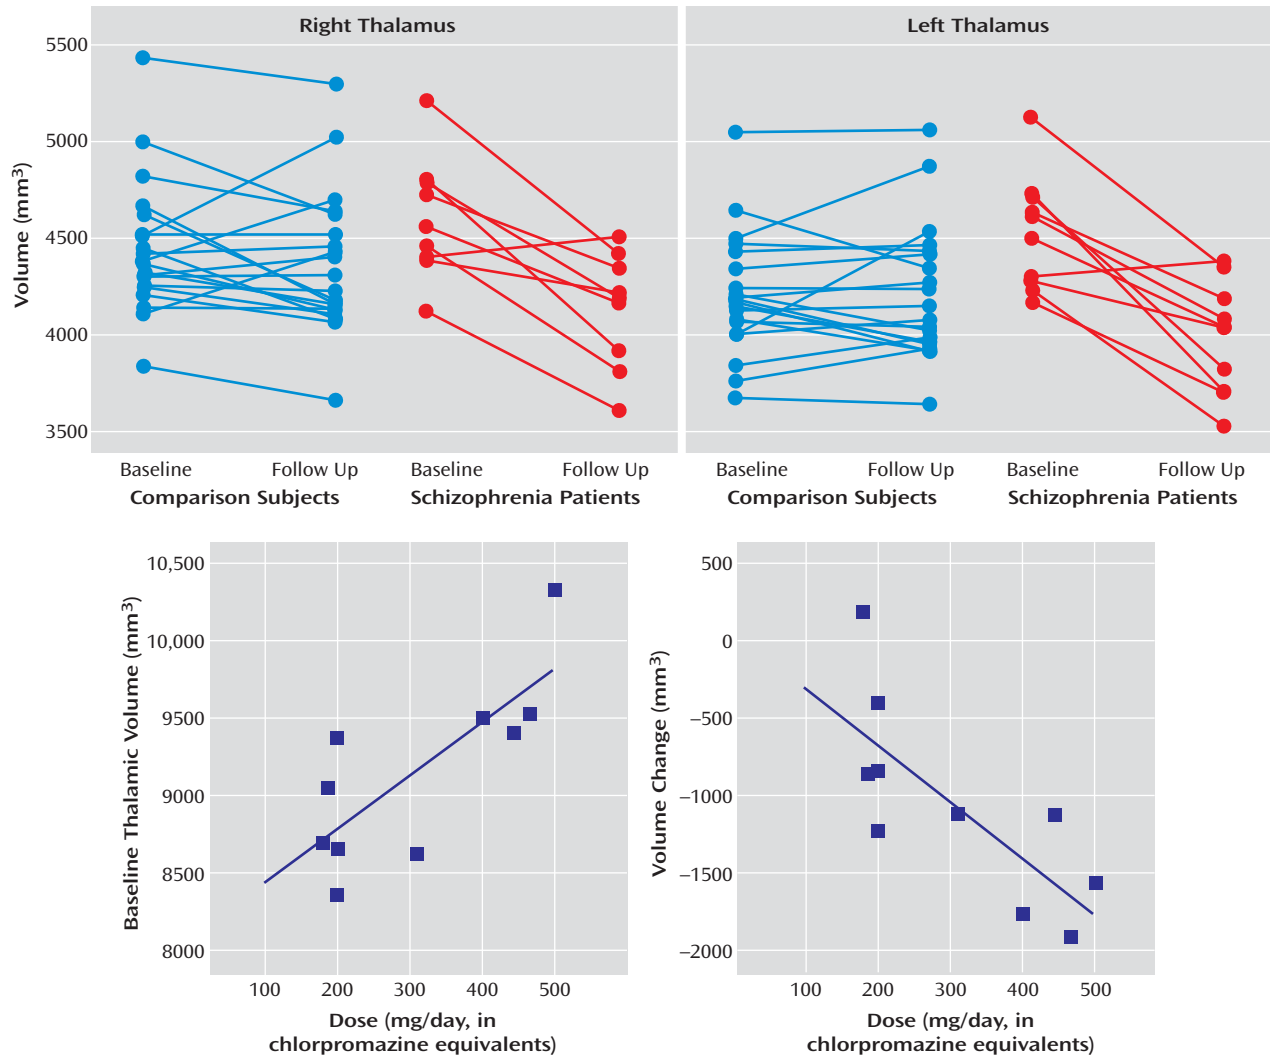 Right Thalamus
Left Thalamus
5500
5000
4500
4000
3500
Volume (mm³)
Baseline
Follow Up
Baseline
Follow Up
Baseline
Follow Up
Baseline
Follow Up
Comparison Subjects
Schizophrenia Patients
Comparison Subjects
Schizophrenia Patients
10,500
10,000
9500
9000
8500
8000
Baseline Thalamic Volume (mm³)
100
200
300
400
500
Dose (mg/day, in
chlorpromazine equivalents)
500
0
−500
−1000
−1500
−2000
Volume Change (mm³)
100
200
300
400
500
Dose (mg/day, in
chlorpromazine equivalents)